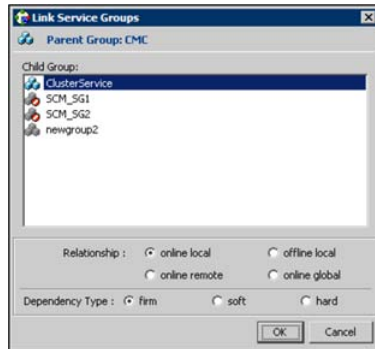 Link Service Groups
Parent Group: CMC
Child Group:
ClusterService
SCM_SG1
SCM_SG2
newgroup2
Relationship : online local offline local
online remote online global
Dependency Type : firm soft hard
OK Cancel